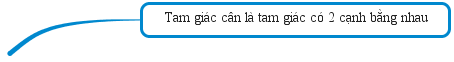 Tam giác cân là tam giác có 2 cạnh bằng nhau